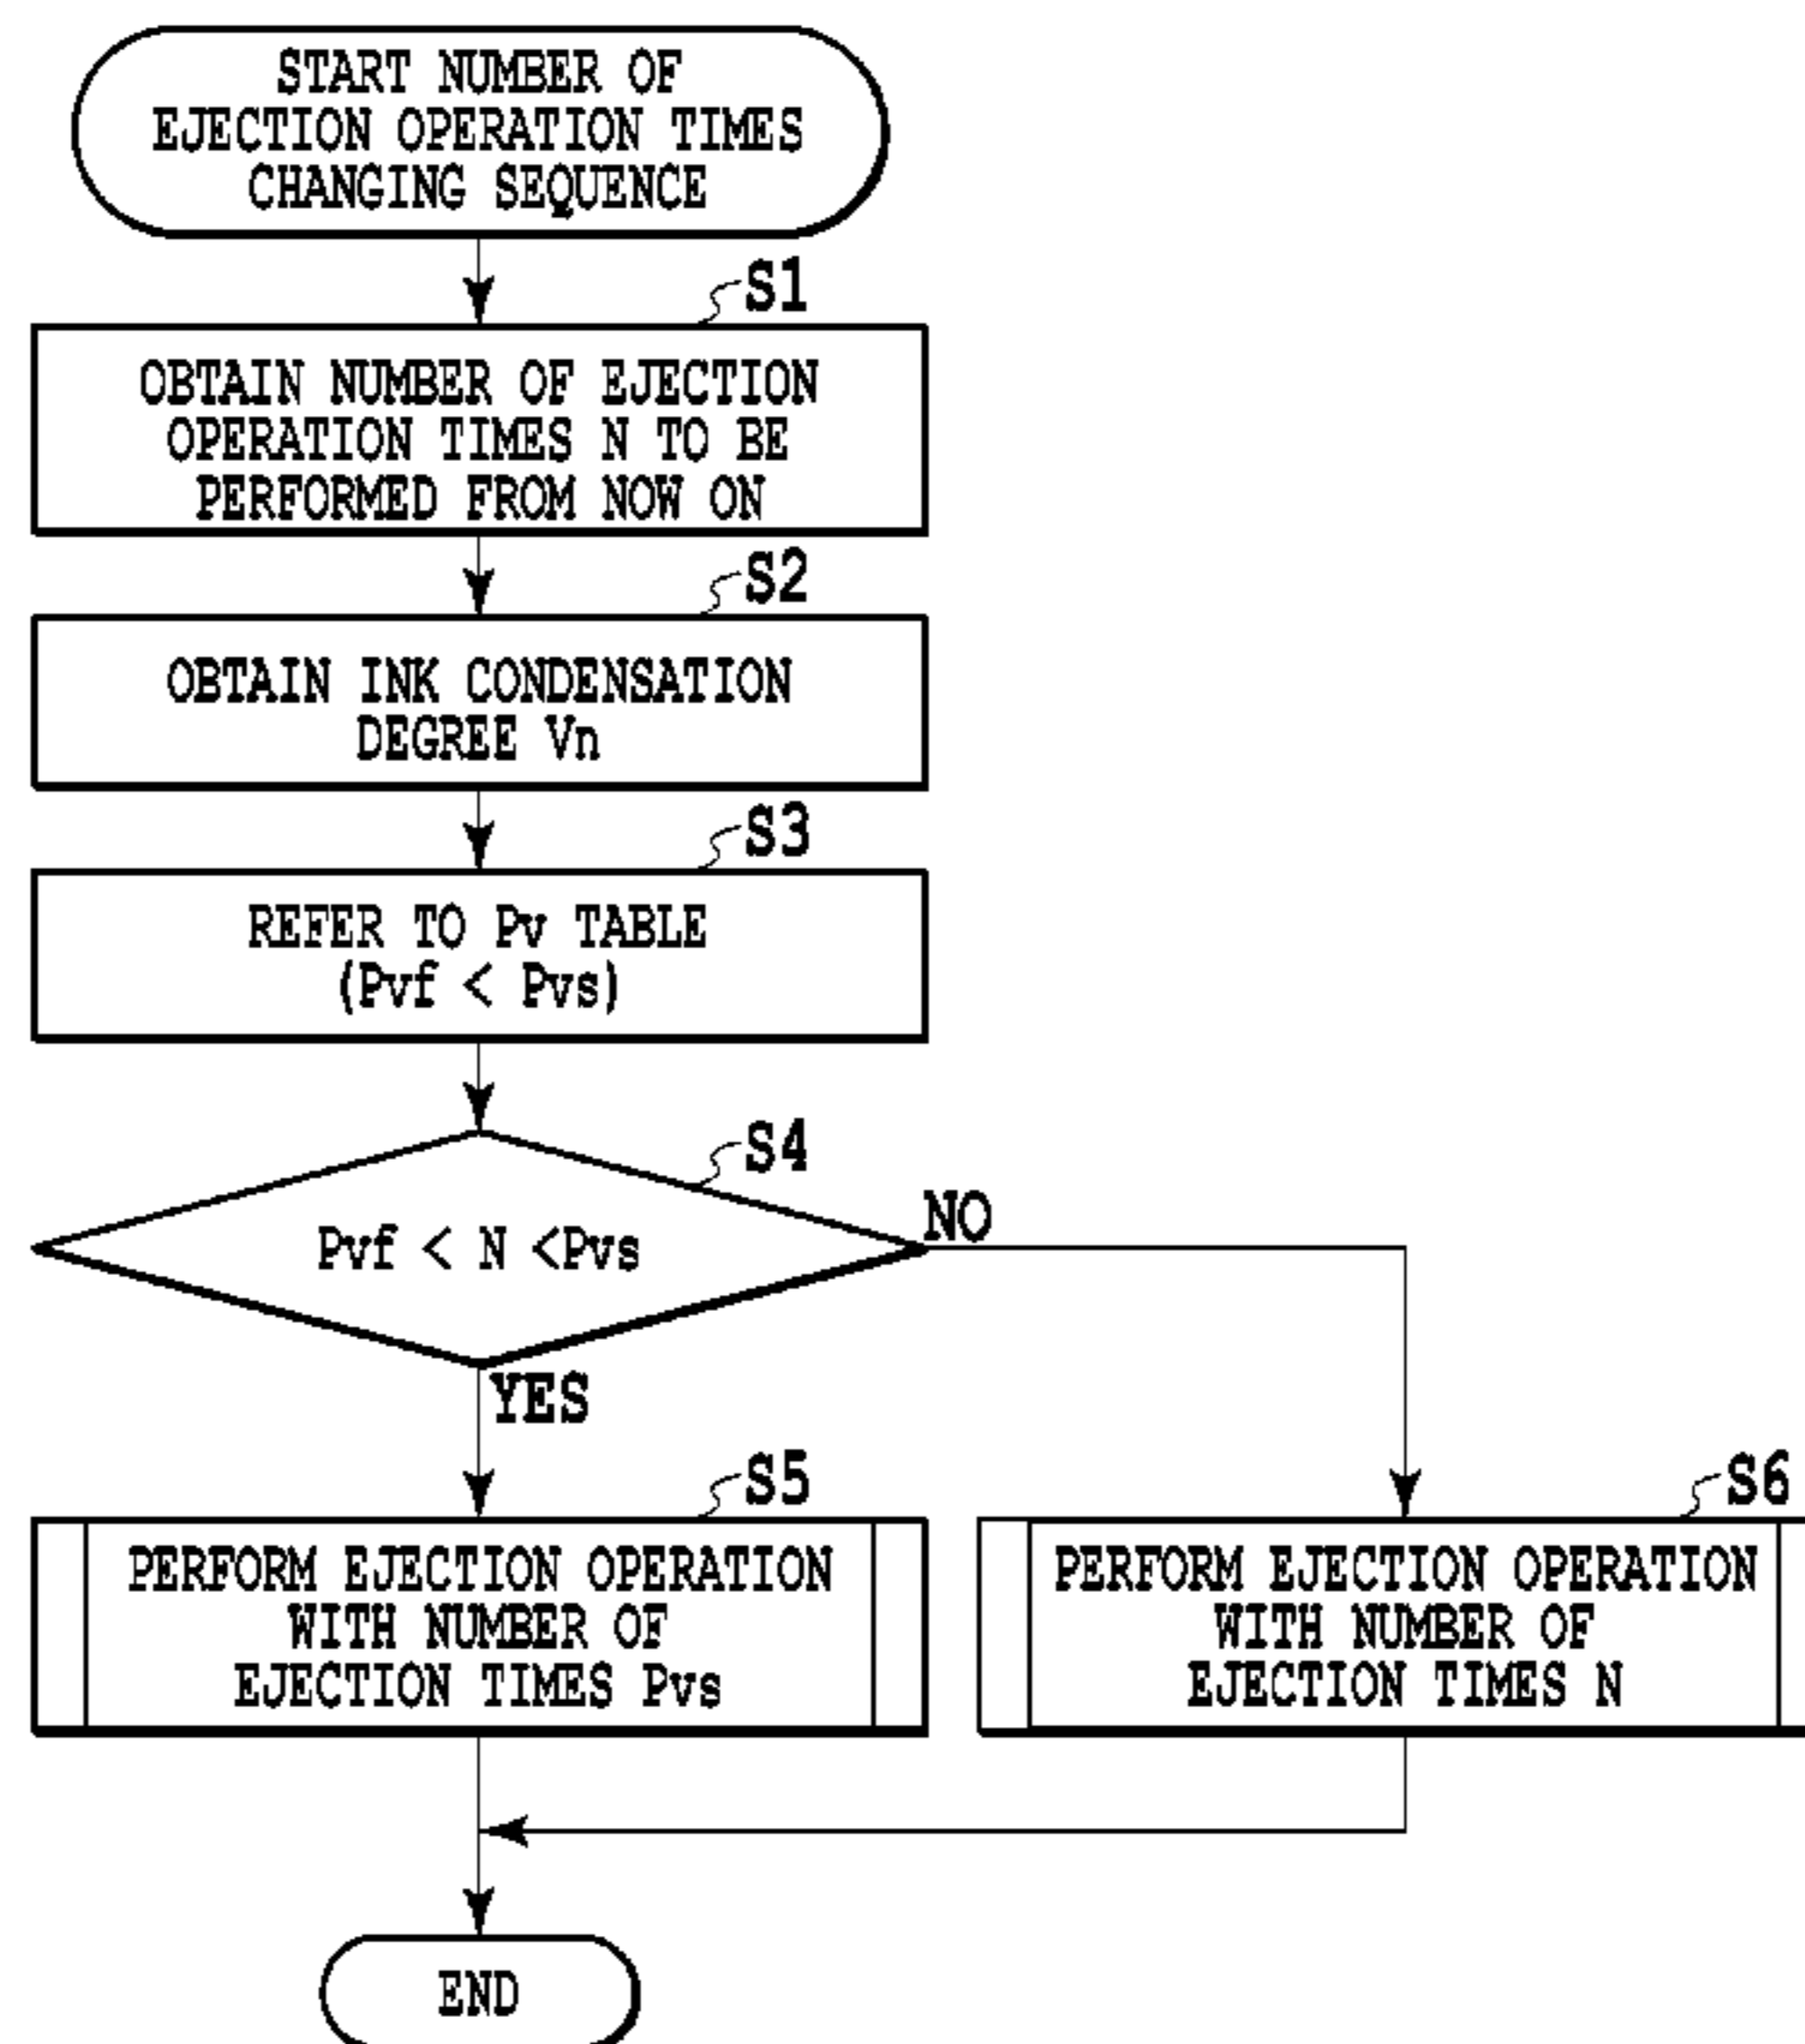 START NUMBER OF
EJECTION OPERATION TIMES
CHANGING SEQUENCE
S1
OBTAIN NUMBER OF EJECTION
OPERATION TIMES N TO BE
PERFORMED FROM NOW ON
S2
OBTAIN INK CONDENSATION
DEGREE Vn
S3
REFER TO Pv TABLE
(Pvf < Pvs)
S4
Pvf < N <Pvs
NO
YES
S5
PERFORM EJECTION OPERATION
WITH NUMBER OF
EJECTION TIMES Pvs
S6
PERFORM EJECTION OPERATION
WITH NUMBER OF
EJECTION TIMES N
END